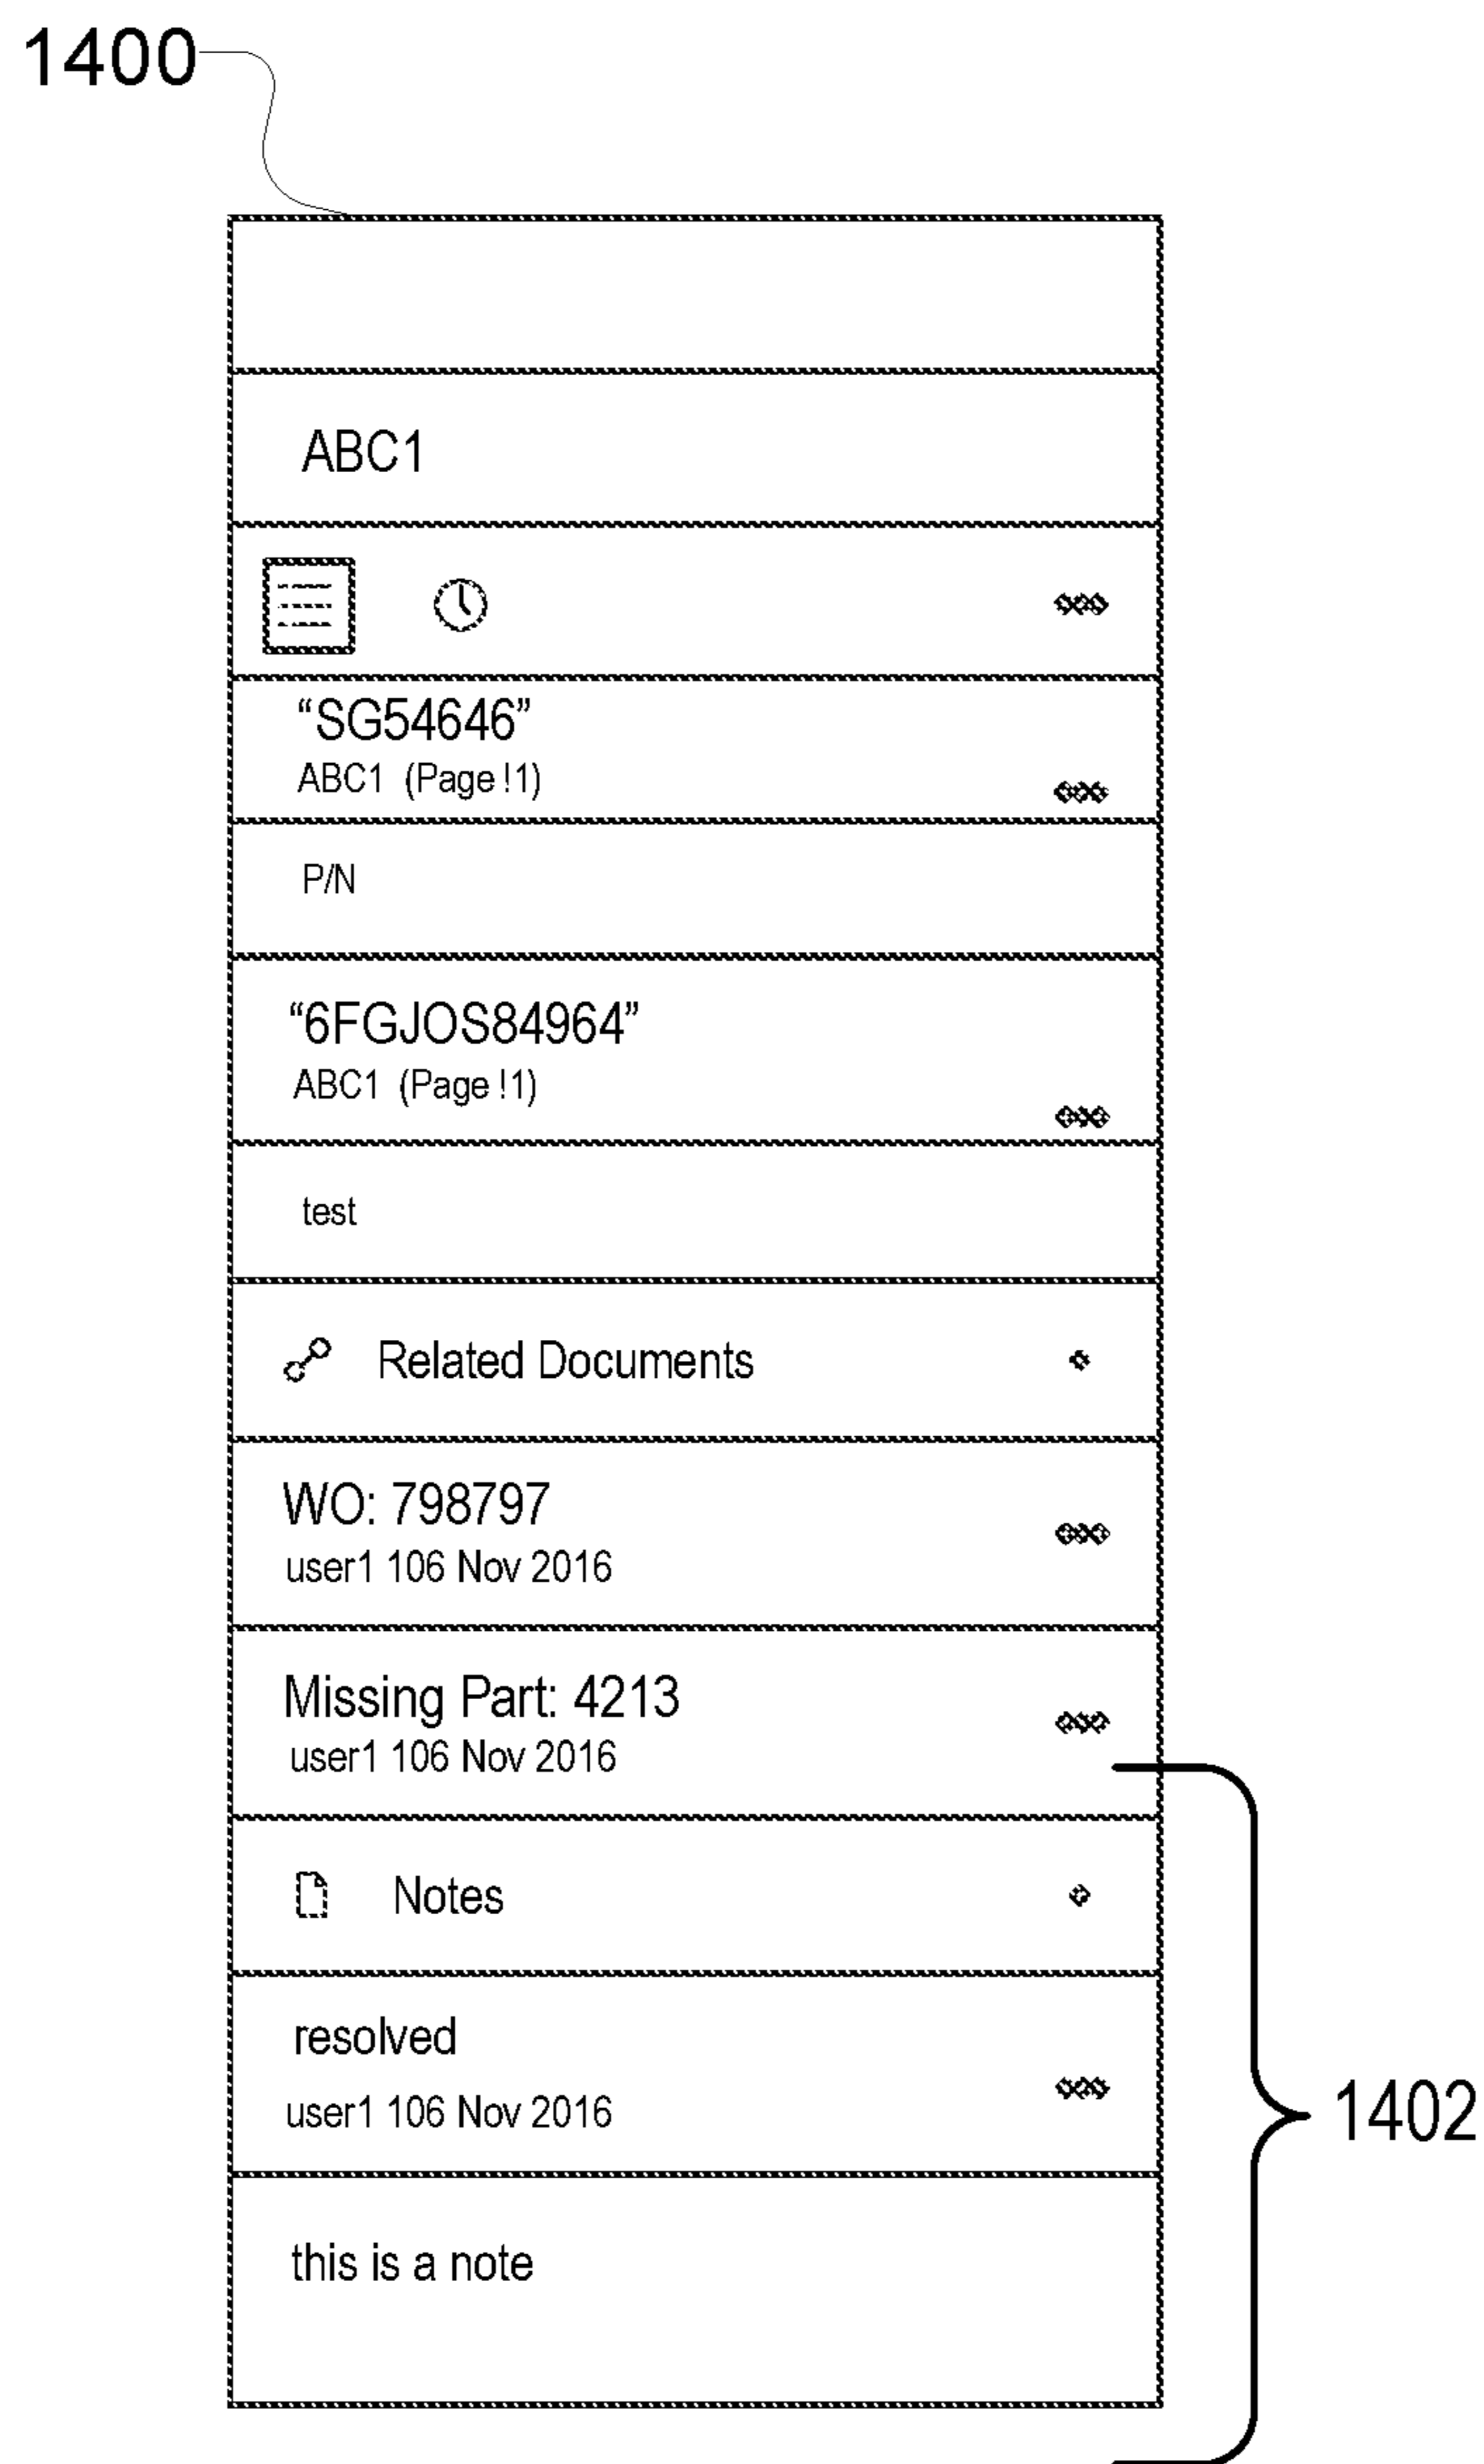 1400
ABC1
“SG54646”
ABC1 (Page !1)
P/N
“6FGJOS84964”
ABC1 (Page !1)
test
Related Documents
WO: 798797
user1 106 Nov 2016
Missing Part: 4213
user1 106 Nov 2016
Notes
resolved
user1 106 Nov 2016
1402
this is a note